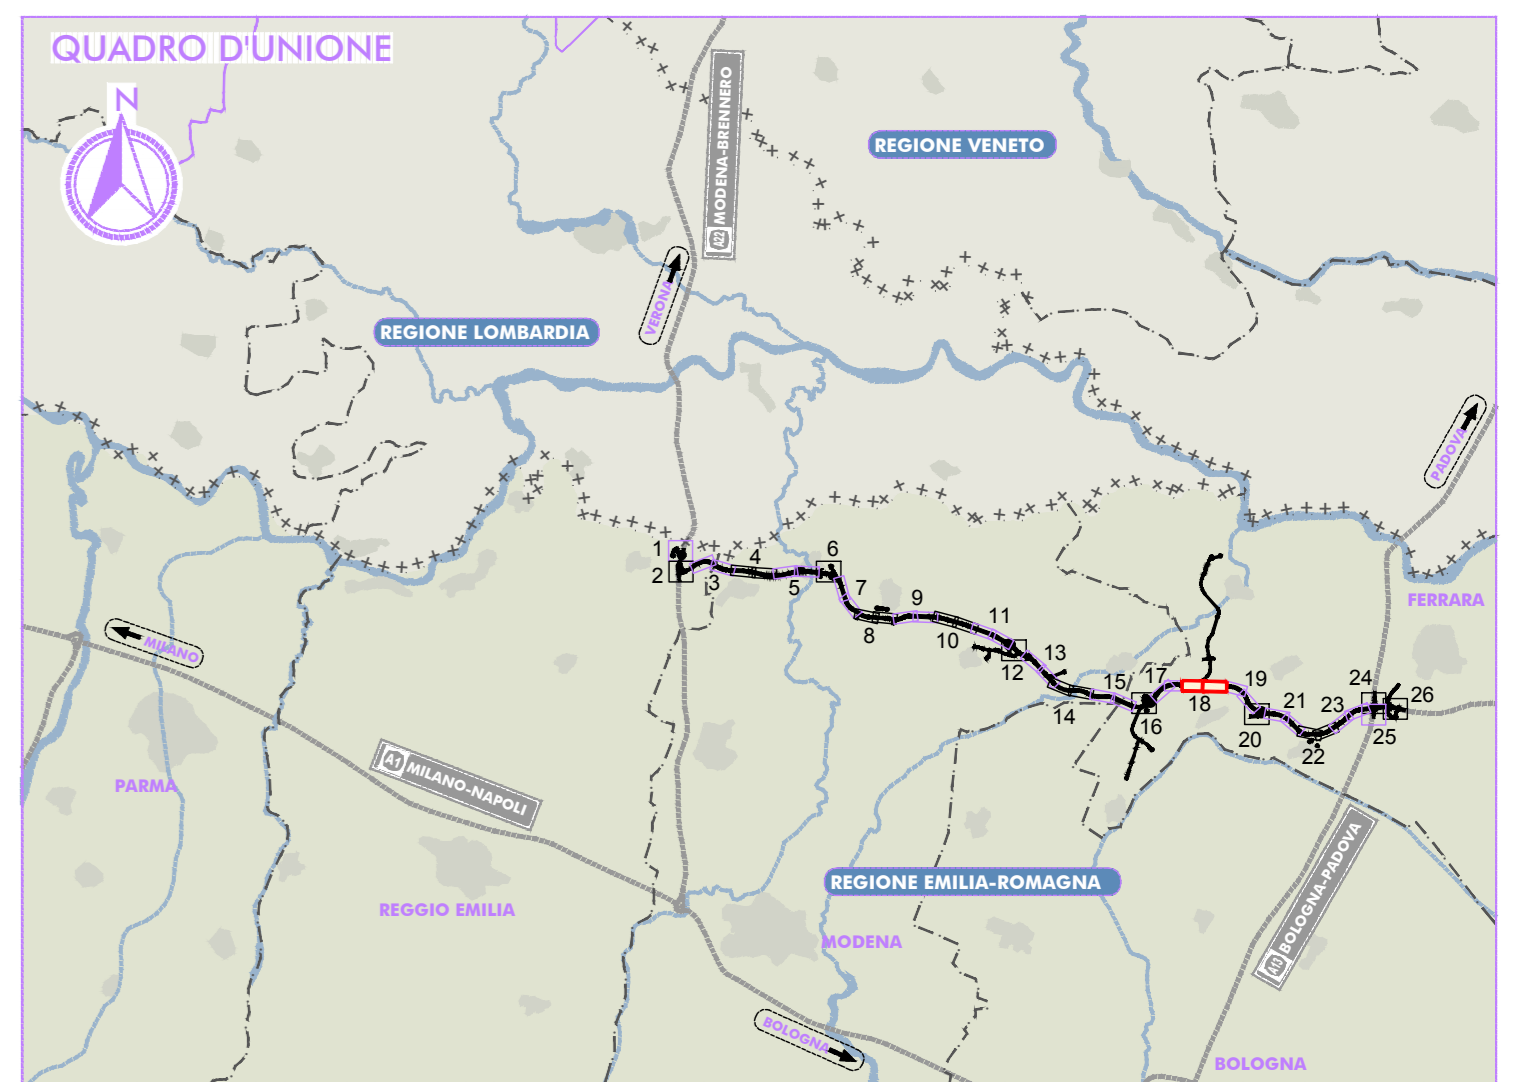 QUADRO D'UNIONE
N
A22 MODENA-BRENNERO
REGIONE VENETO
VERONA
REGIONE LOMBARDIA
PADOVA
1
2
3
4
5
6
7
8
9
10
11
12
13
14
15
16
17
18
19
20
21
22
23
24
25
26
FERRARA
MILANO
A1 MILANO-NAPOLI
PARMA
REGGIO EMILIA
REGIONE EMILIA-ROMAGNA
MODENA
A13 BOLOGNA-PADOVA
BOLOGNA
BOLOGNA